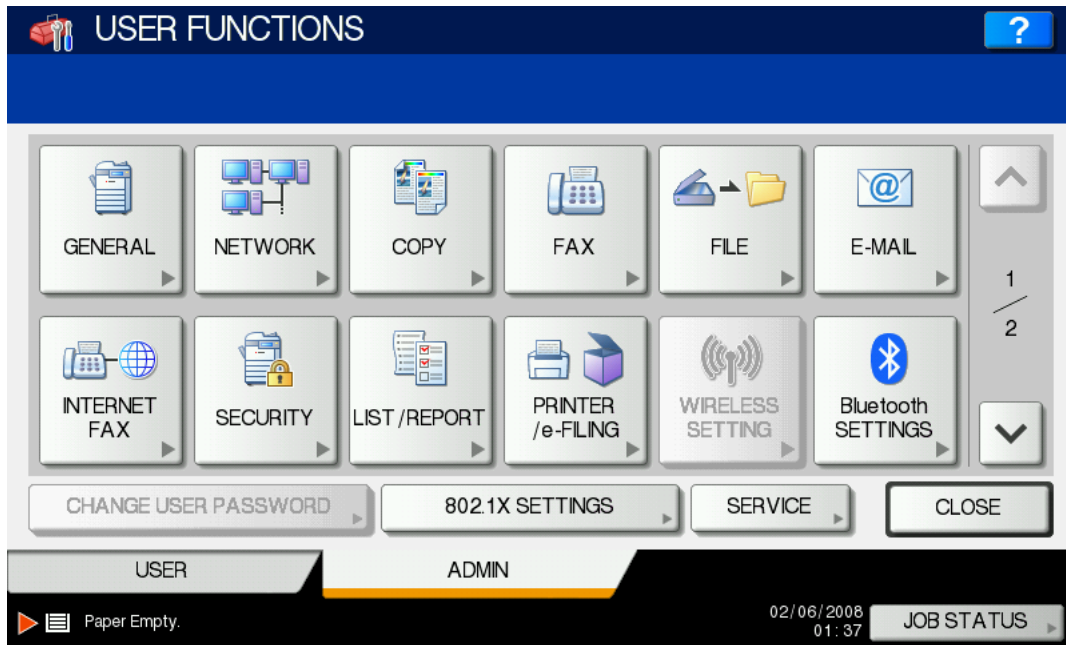 USER FUNCTIONS
?
GENERAL
NETWORK
COPY
FAX
FILE
E-MAIL
1
2
INTERNET
FAX
SECURITY
LIST /REPORT
PRINTER
/e-FILING
WIRELESS
SETTING
Bluetooth
SETTINGS
CHANGE USER PASSWORD
802.1X SETTINGS
SERVICE
CLOSE
USER
ADMIN
Paper Empty.
02/06/2008
01:37
JOB STATUS